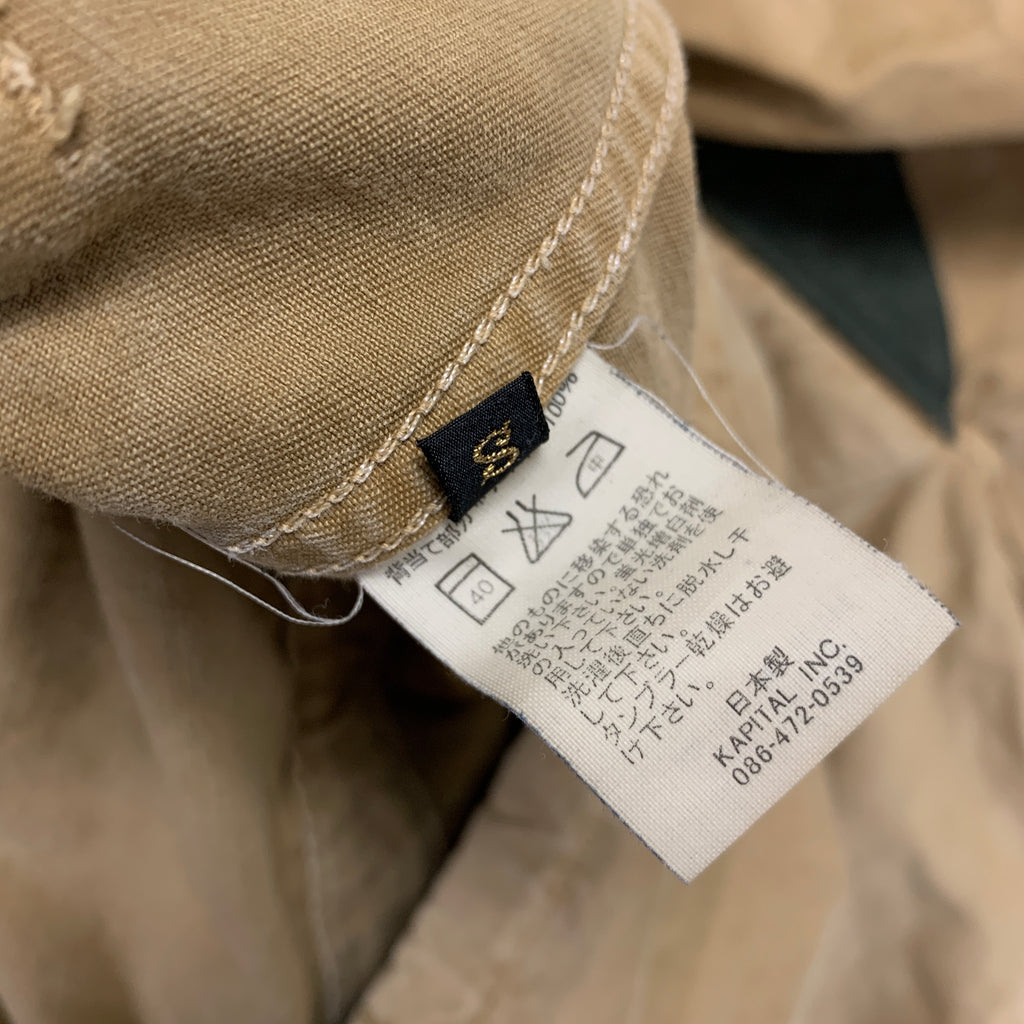 S
100%
背当て部分
40
中
他のものに移染する恐れ
がありますので単独でお
洗い下さい。蛍光増白剤
の入っていない洗剤を使
用して下さい。
洗濯後直ちに脱水し干
して下さい。
タンブラー乾燥はお避
け下さい。
日本製
KAPITAL INC.
086-472-0539